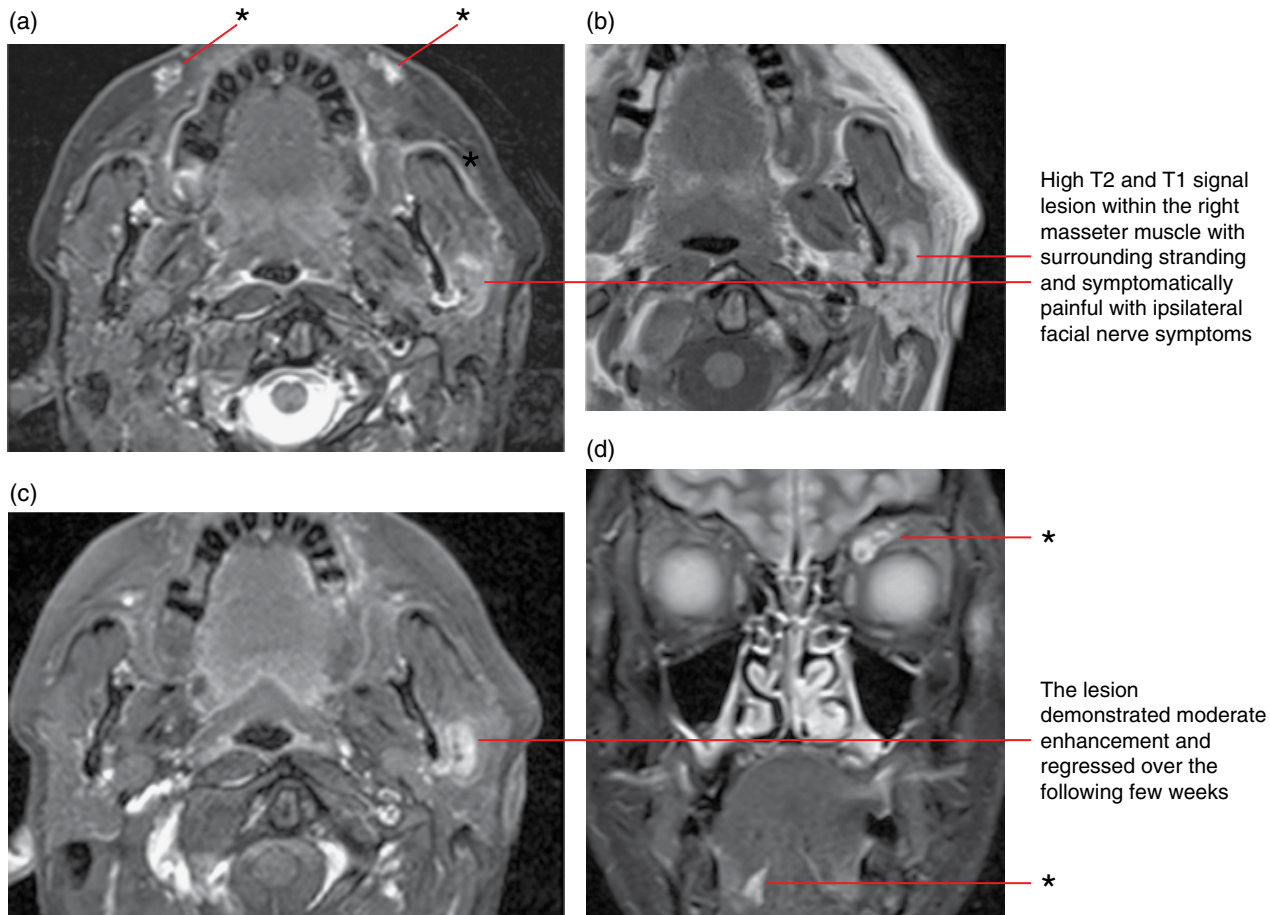 (a)
*
*
(b)
*
High T2 and T1 signal
lesion within the right
masseter muscle with
surrounding stranding
and symptomatically
painful with ipsilateral
facial nerve symptoms
(c)
(d)
*
The lesion
demonstrated moderate
enhancement and
regressed over the
following few weeks
*